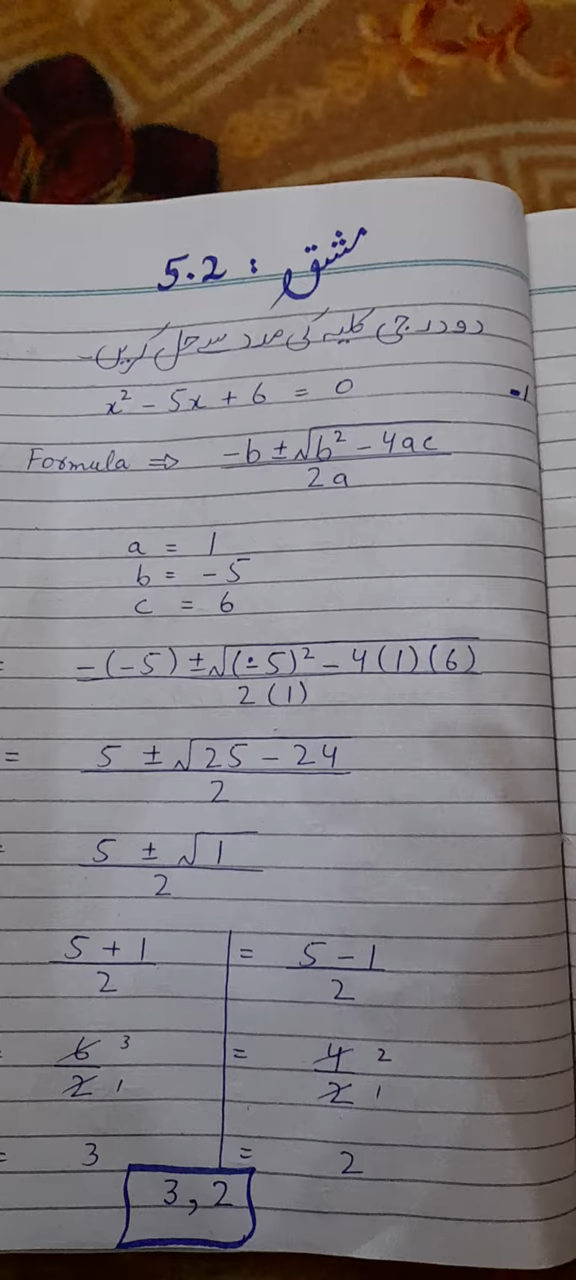 مشق : 5.2
دو درجی کلیہ کی مدد سے حل کریں۔
1- x² - 5x + 6 = 0
Formula ⇒ -b ± √b² - 4ac / 2a
a = 1
b = -5
c = 6
= -(-5) ± √(-5)² - 4(1)(6) / 2(1)
= 5 ± √25 - 24 / 2
= 5 ± √1 / 2
5 + 1 / 2 | = 5 - 1 / 2
= 6 3 / 2 1 | = 4 2 / 2 1
= 3 | = 2
3, 2